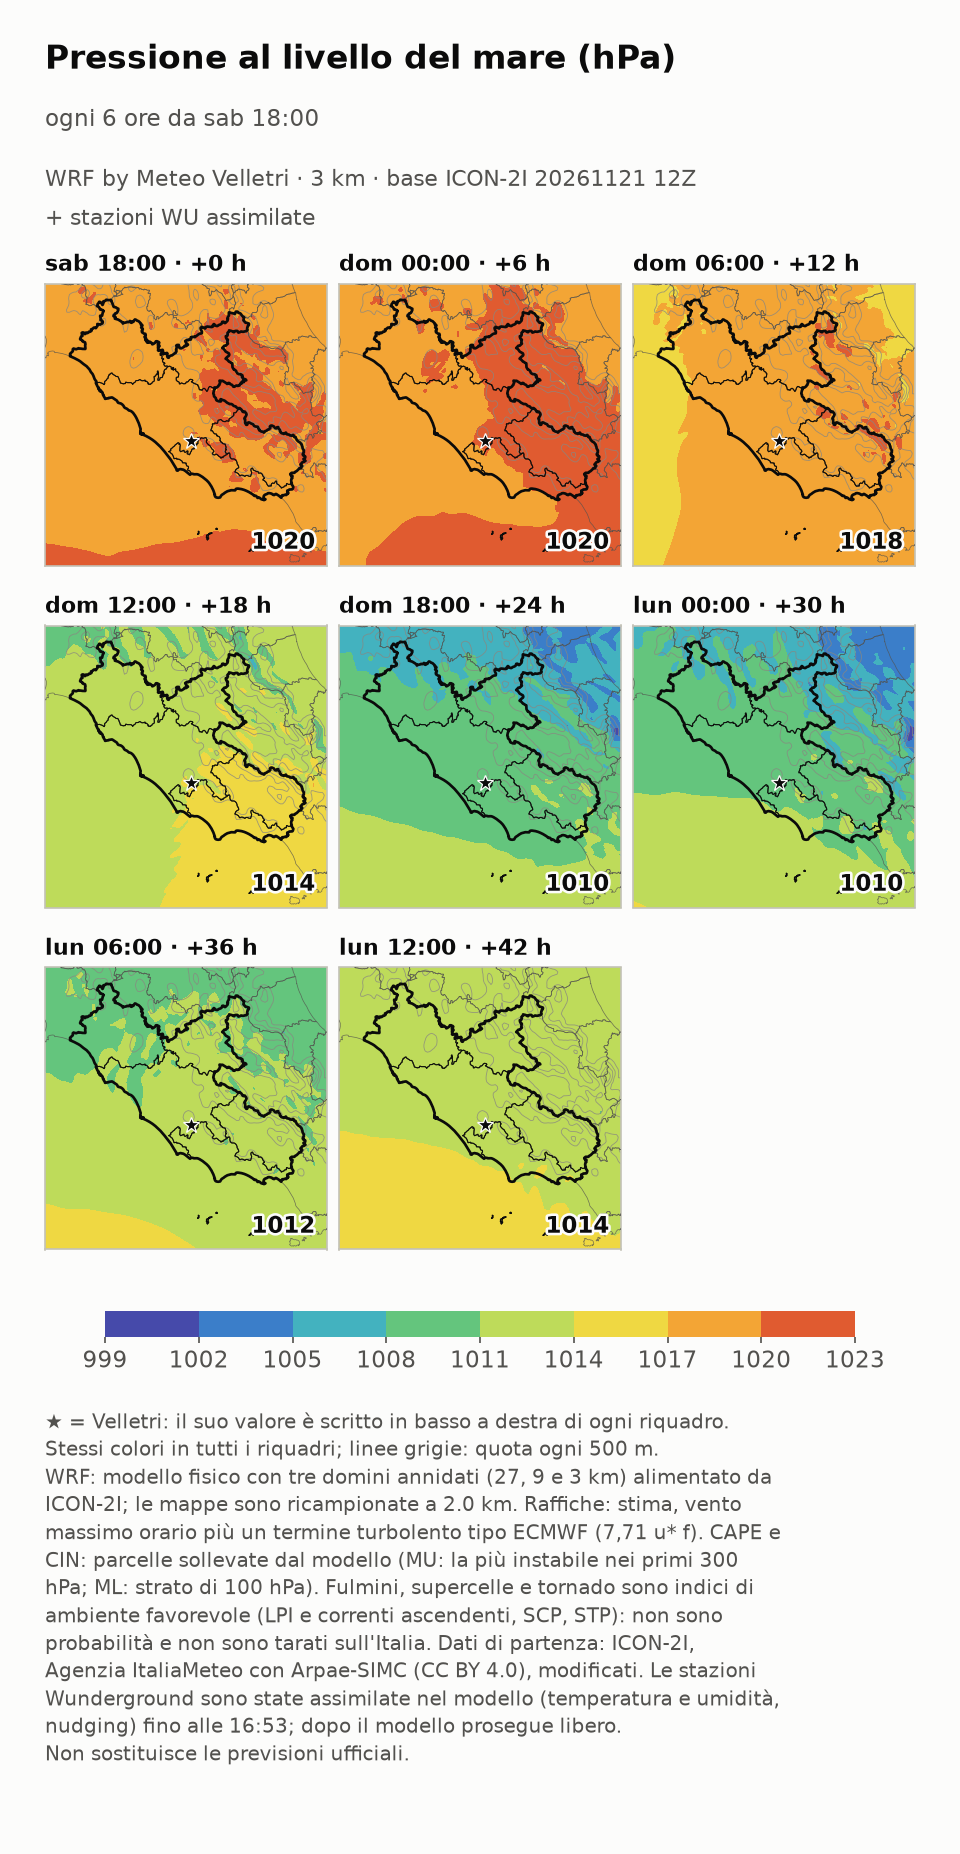 Pressione al livello del mare (hPa)
ogni 6 ore da sab 18:00
WRF by Meteo Velletri · 3 km · base ICON-2I 20261121 12Z
+ stazioni WU assimilate
sab 18:00 · +0 h
dom 00:00 · +6 h
dom 06:00 · +12 h
1020
1020
1018
dom 12:00 · +18 h
dom 18:00 · +24 h
lun 00:00 · +30 h
1014
1010
1010
lun 06:00 · +36 h
lun 12:00 · +42 h
1012
1014
999 1002 1005 1008 1011 1014 1017 1020 1023
★ = Velletri: il suo valore è scritto in basso a destra di ogni riquadro.
Stessi colori in tutti i riquadri; linee grigie: quota ogni 500 m.
WRF: modello fisico con tre domini annidati (27, 9 e 3 km) alimentato da
ICON-2I; le mappe sono ricampionate a 2.0 km. Raffiche: stima, vento
massimo orario più un termine turbolento tipo ECMWF (7,71 u* f). CAPE e
CIN: parcelle sollevate dal modello (MU: la più instabile nei primi 300
hPa; ML: strato di 100 hPa). Fulmini, supercelle e tornado sono indici di
ambiente favorevole (LPI e correnti ascendenti, SCP, STP): non sono
probabilità e non sono tarati sull'Italia. Dati di partenza: ICON-2I,
Agenzia ItaliaMeteo con Arpae-SIMC (CC BY 4.0), modificati. Le stazioni
Wunderground sono state assimilate nel modello (temperatura e umidità,
nudging) fino alle 16:53; dopo il modello prosegue libero.
Non sostituisce le previsioni ufficiali.